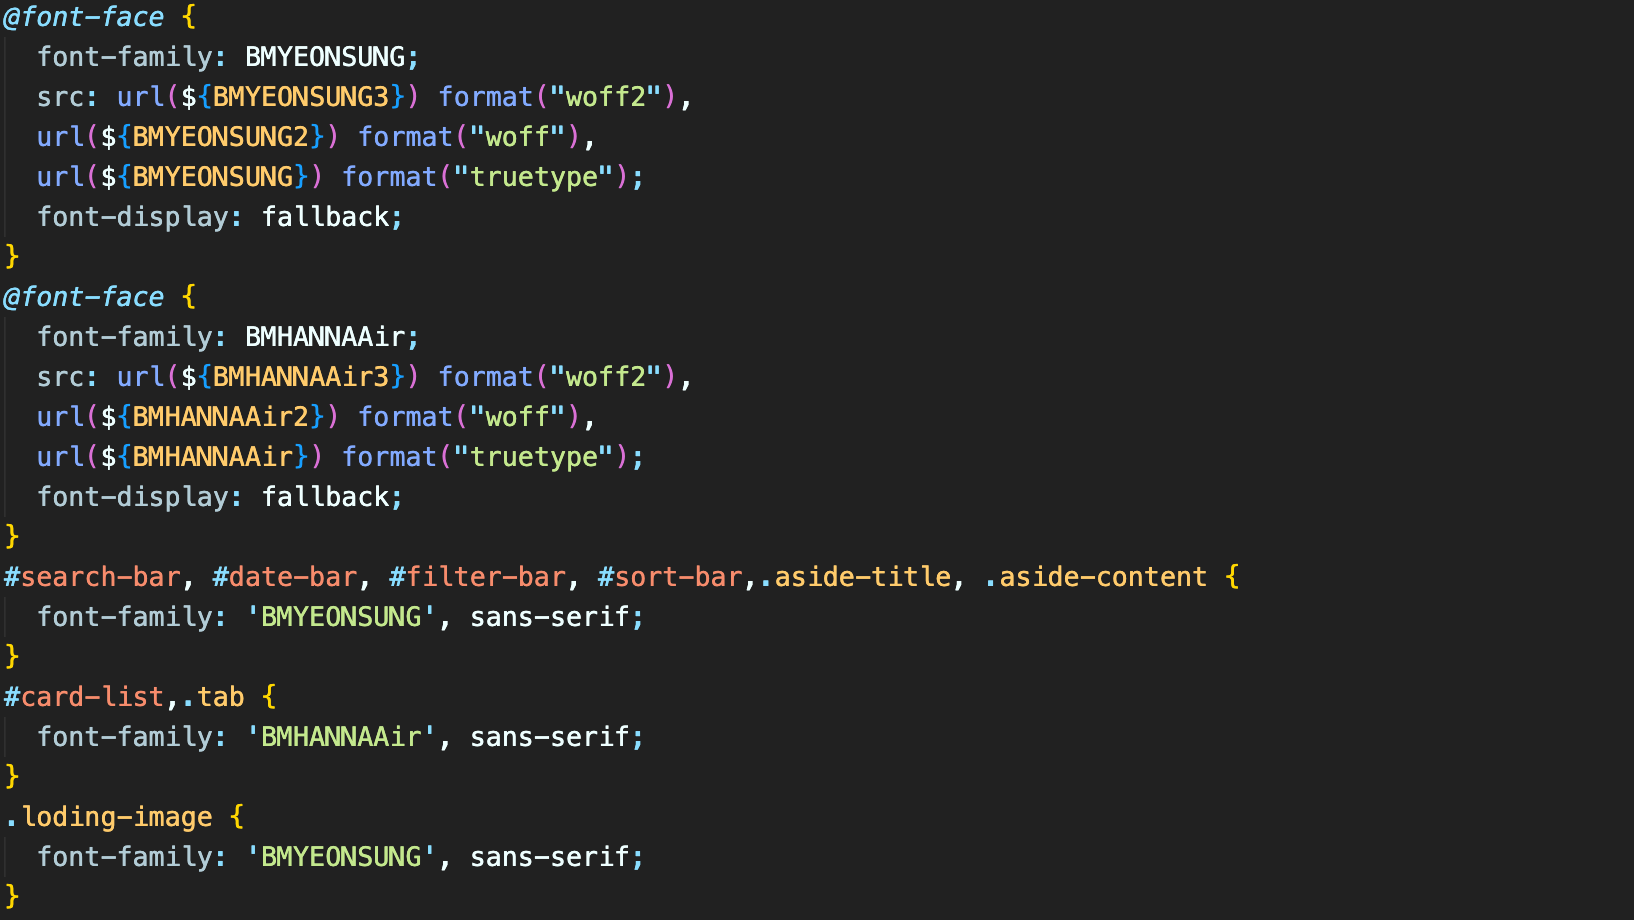 @font-face {
font-family: BMYEONSUNG;
src: url(${BMYEONSUNG3}) format("woff2"),
url(${BMYEONSUNG2}) format("woff"),
url(${BMYEONSUNG}) format("truetype");
font-display: fallback;
}
@font-face {
font-family: BMHANNAAir;
src: url(${BMHANNAAir3}) format("woff2"),
url(${BMHANNAAir2}) format("woff"),
url(${BMHANNAAir}) format("truetype");
font-display: fallback;
}
#search-bar, #date-bar, #filter-bar, #sort-bar,.aside-title, .aside-content {
font-family: 'BMYEONSUNG', sans-serif;
}
#card-list,.tab {
font-family: 'BMHANNAAir', sans-serif;
}
.loding-image {
font-family: 'BMYEONSUNG', sans-serif;
}